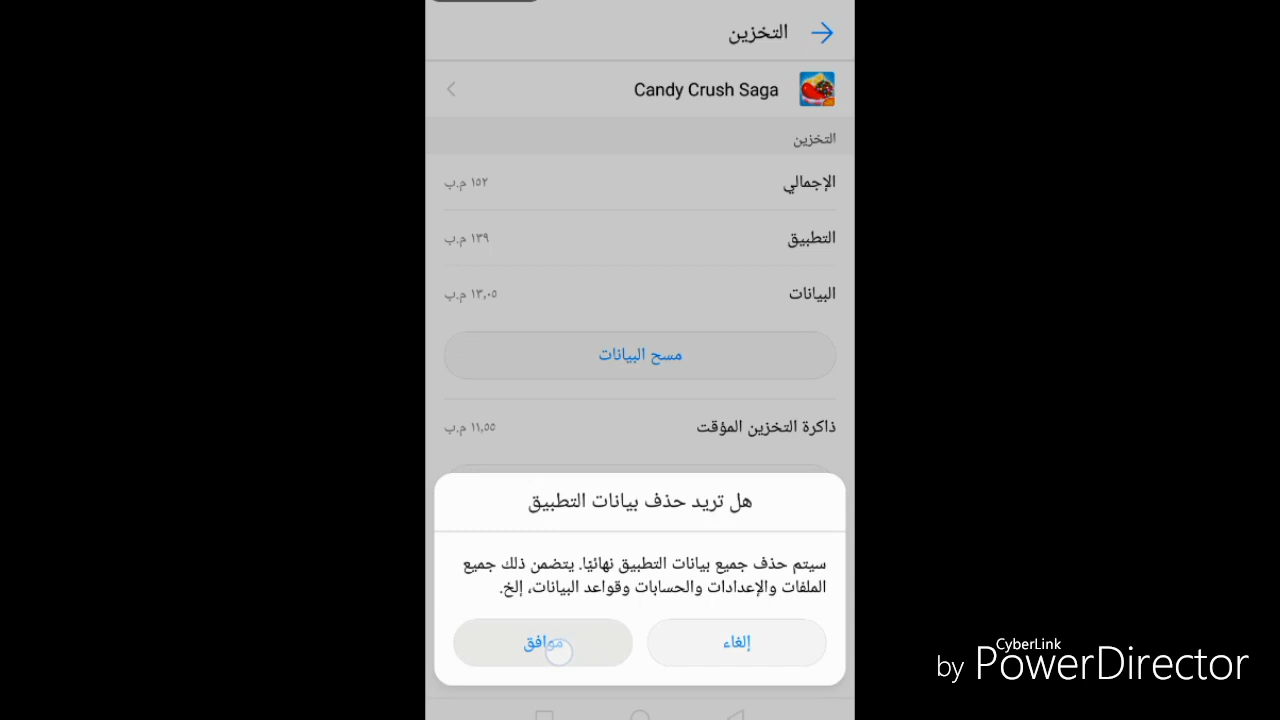 التخزين
Candy Crush Saga
التخزين
الإجمالي ١٥٢ م.ب
التطبيق ١٣٩ م.ب
البيانات ١٣,٠٥ م.ب
مسح البيانات
ذاكرة التخزين المؤقت ١١,٥٥ م.ب
هل تريد حذف بيانات التطبيق
سيتم حذف جميع بيانات التطبيق نهائيًا. يتضمن ذلك جميع
الملفات والإعدادات والحسابات وقواعد البيانات، إلخ.
إلغاء موافق
CyberLink
by PowerDirector